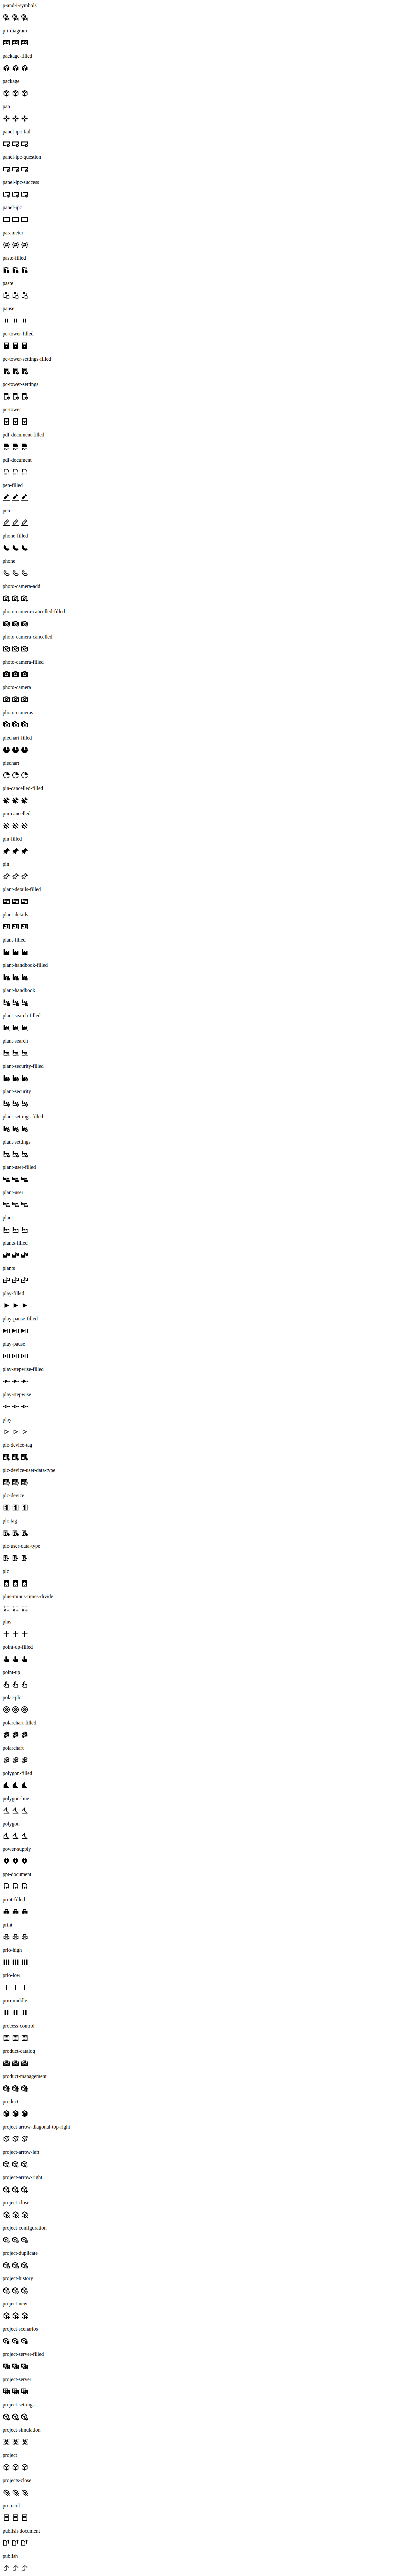 p-and-i-symbols
p-i-diagram
package-filled
package
pan
panel-ipc-fail
panel-ipc-question
panel-ipc-success
panel-ipc
parameter
paste-filled
paste
pause
pc-tower-filled
pc-tower-settings-filled
pc-tower-settings
pc-tower
pdf-document-filled
pdf-document
pen-filled
pen
phone-filled
phone
photo-camera-add
photo-camera-cancelled-filled
photo-camera-cancelled
photo-camera-filled
photo-camera
photo-cameras
piechart-filled
piechart
pin-cancelled-filled
pin-cancelled
pin-filled
pin
plant-details-filled
plant-details
plant-filled
plant-handbook-filled
plant-handbook
plant-search-filled
plant-search
plant-security-filled
plant-security
plant-settings-filled
plant-settings
plant-user-filled
plant-user
plant
plants-filled
plants
play-filled
play-pause-filled
play-pause
play-stepwise-filled
play-stepwise
play
plc-device-tag
plc-device-user-data-type
plc-device
plc-tag
plc-user-data-type
plc
plus-minus-times-divide
plus
point-up-filled
point-up
polar-plot
polarchart-filled
polarchart
polygon-filled
polygon-line
polygon
power-supply
ppt-document
print-filled
print
prio-high
prio-low
prio-middle
process-control
product-catalog
product-management
product
project-arrow-diagonal-top-right
project-arrow-left
project-arrow-right
project-close
project-configuration
project-duplicate
project-history
project-new
project-scenarios
project-server-filled
project-server
project-settings
project-simulation
project
projects-close
protocol
publish-document
publish